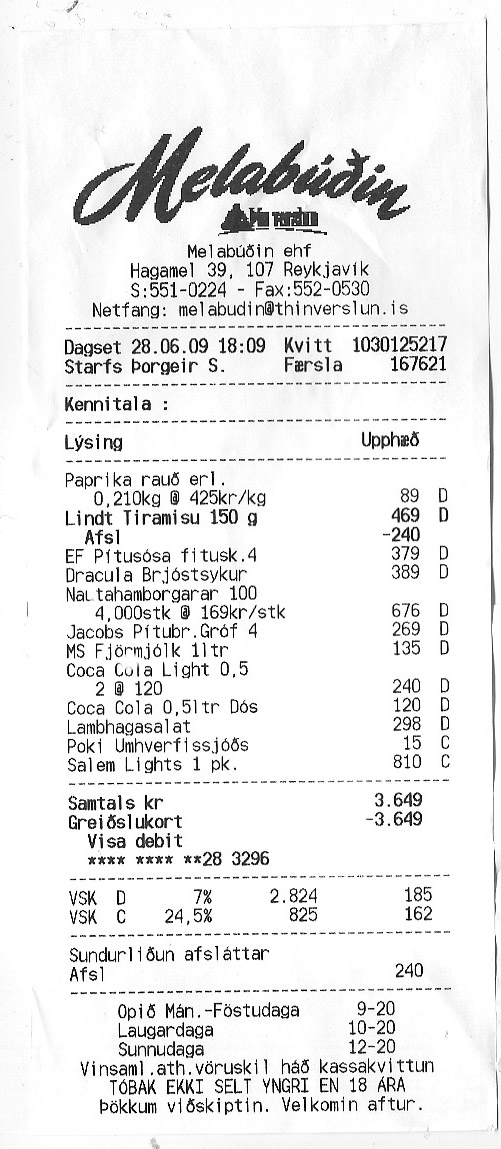 Melabúðin
Þín verslun
Melabúðin ehf
Hagamel 39, 107 Reykjavík
S:551-0224 - Fax:552-0530
Netfang: melabudin@thinverslun.is
Dagset 28.06.09 18:09 Kvitt 1030125217
Starfs Þorgeir S. Færsla 167621
Kennitala :
Lýsing Upphæð
Paprika rauð erl.
0,210kg @ 425kr/kg 89 D
Lindt Tiramisu 150 g 469 D
Afsl -240
EF Pítusósa fitusk.4 379 D
Dracula Brjóstsykur 389 D
Nautahamborgarar 100
4,000stk @ 169kr/stk 676 D
Jacobs Pítubr.Gróf 4 269 D
MS Fjörmjólk 1ltr 135 D
Coca Cola Light 0,5
2 @ 120 240 D
Coca Cola 0,5ltr Dós 120 D
Lambhagasalat 298 D
Poki Umhverfissjóðs 15 C
Salem Lights 1 pk. 810 C
Samtals kr 3.649
Greiðslukort -3.649
Visa debit
**** **** **28 3296
VSK D 7% 2.824 185
VSK C 24,5% 825 162
Sundurliðun afsláttar
Afsl 240
Opið Mán.-Föstudaga 9-20
Laugardaga 10-20
Sunnudaga 12-20
Vinsaml.ath.vöruskil háð kassakvittun
TÓBAK EKKI SELT YNGRI EN 18 ÁRA
Þökkum viðskiptin. Velkomin aftur.